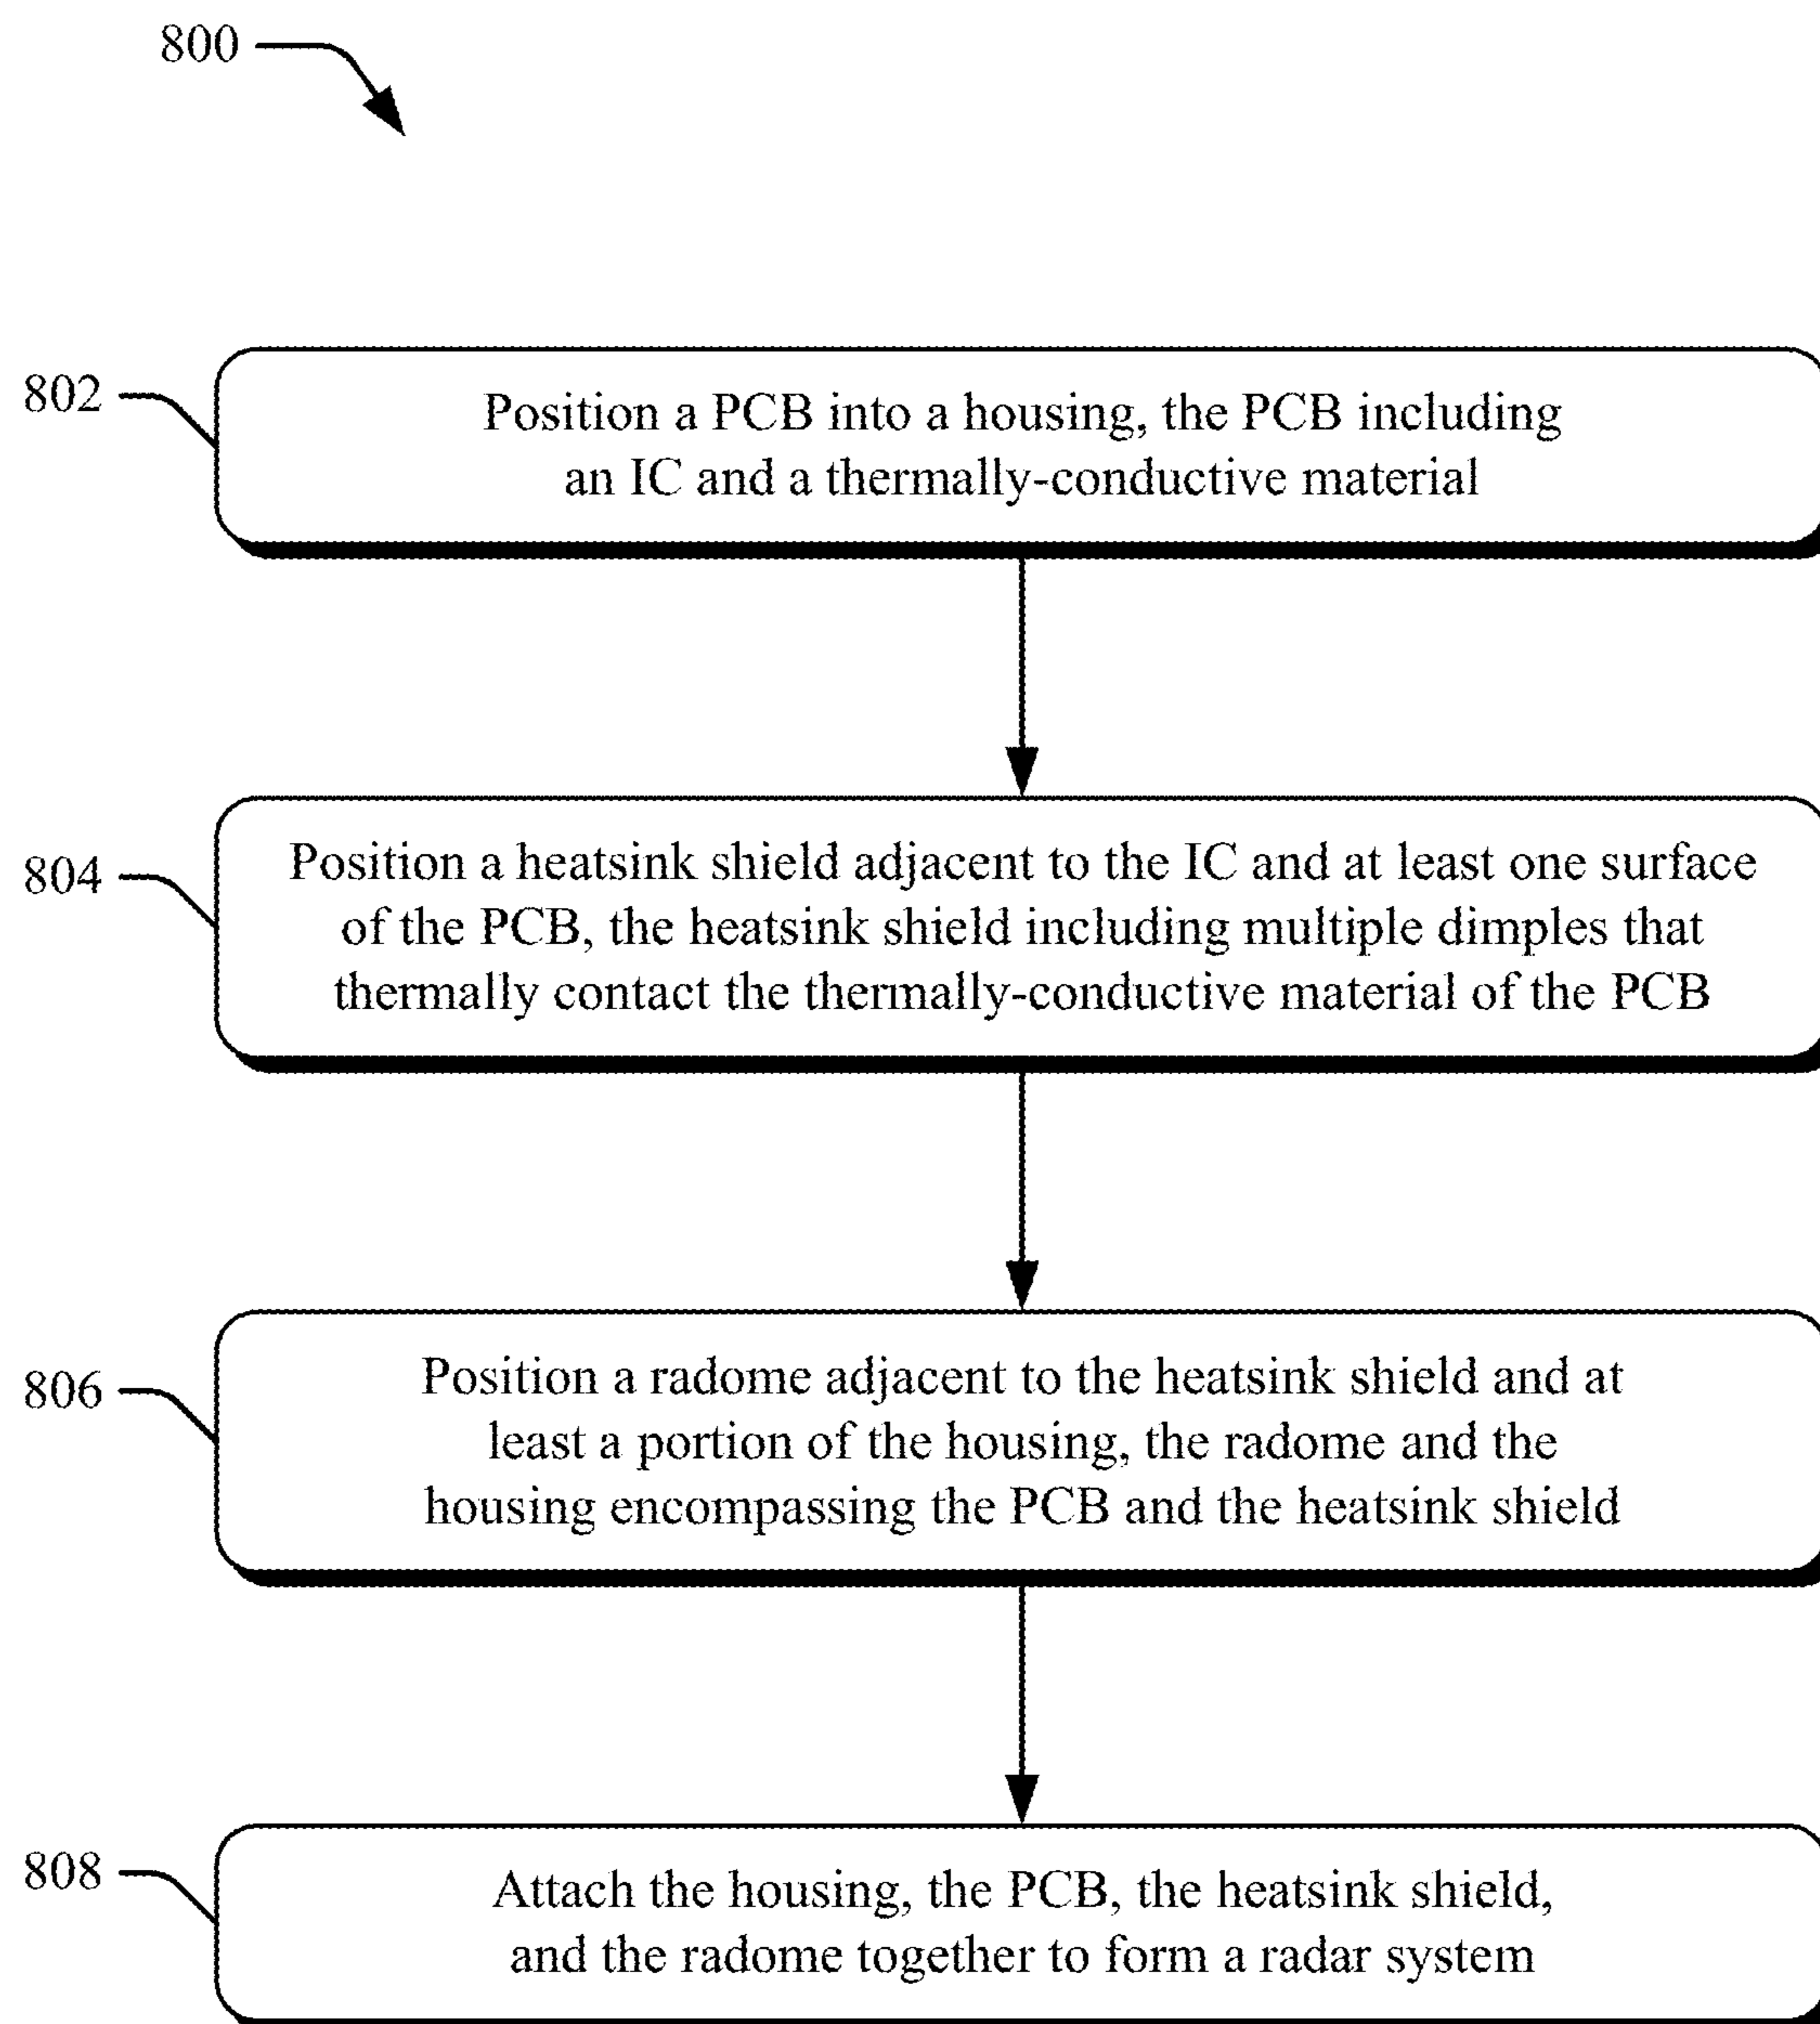 800
802
Position a PCB into a housing, the PCB including
an IC and a thermally-conductive material
804
Position a heatsink shield adjacent to the IC and at least one surface
of the PCB, the heatsink shield including multiple dimples that
thermally contact the thermally-conductive material of the PCB
806
Position a radome adjacent to the heatsink shield and at
least a portion of the housing, the radome and the
housing encompassing the PCB and the heatsink shield
808
Attach the housing, the PCB, the heatsink shield,
and the radome together to form a radar system